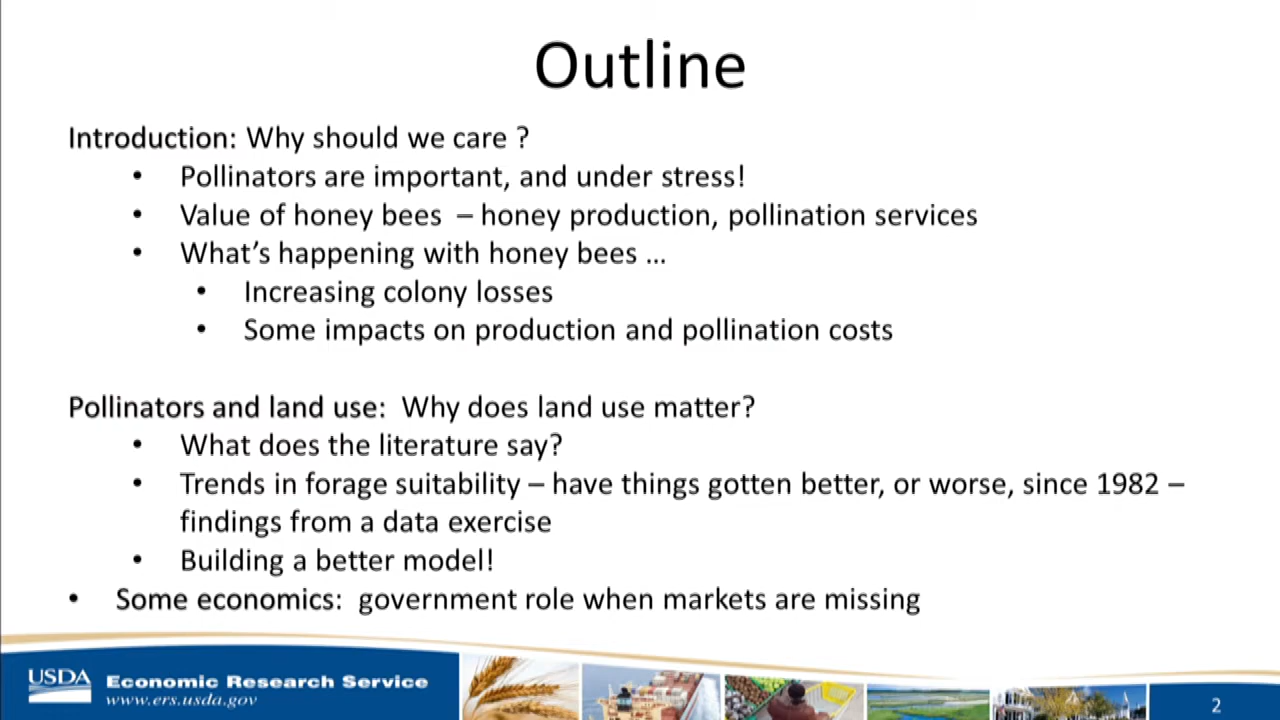 Outline
Introduction: Why should we care ?
• Pollinators are important, and under stress!
• Value of honey bees – honey production, pollination services
• What’s happening with honey bees ...
• Increasing colony losses
• Some impacts on production and pollination costs
Pollinators and land use: Why does land use matter?
• What does the literature say?
• Trends in forage suitability – have things gotten better, or worse, since 1982 –
findings from a data exercise
• Building a better model!
• Some economics: government role when markets are missing
USDA Economic Research Service
www.ers.usda.gov
2